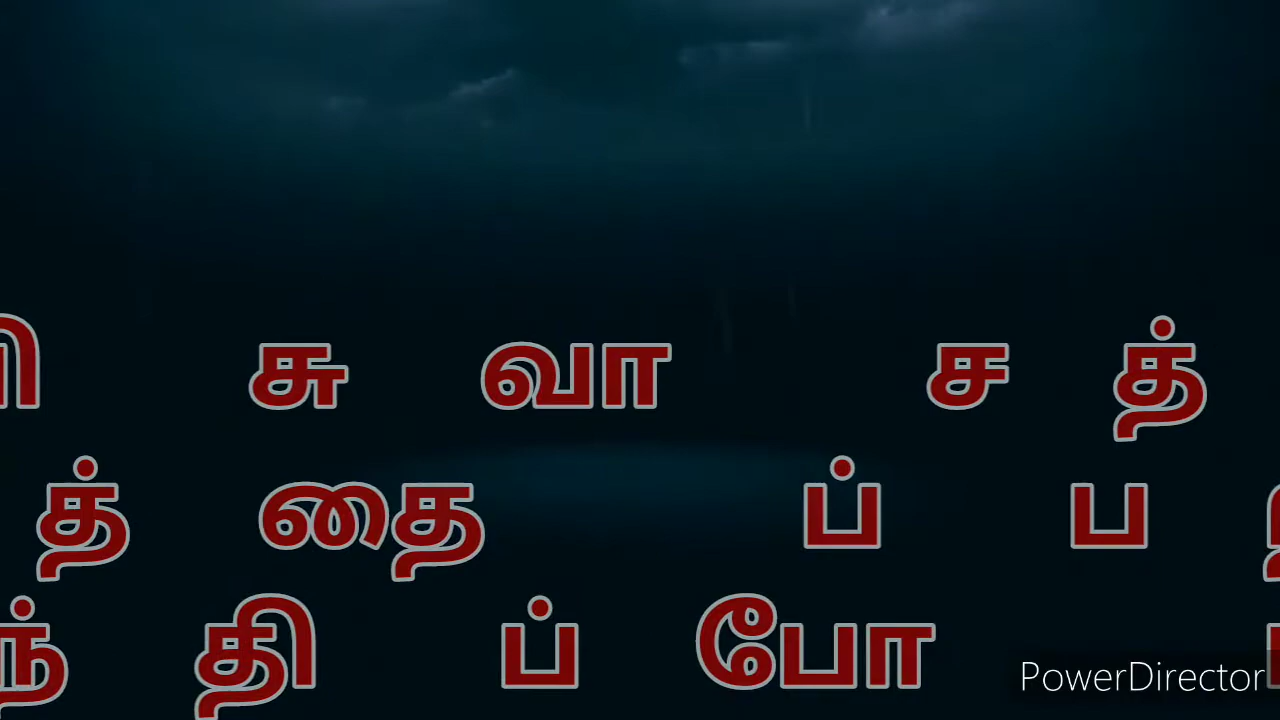 சு வா ச த்
த் தை ப் ப
ந் தி ப் போ
PowerDirector